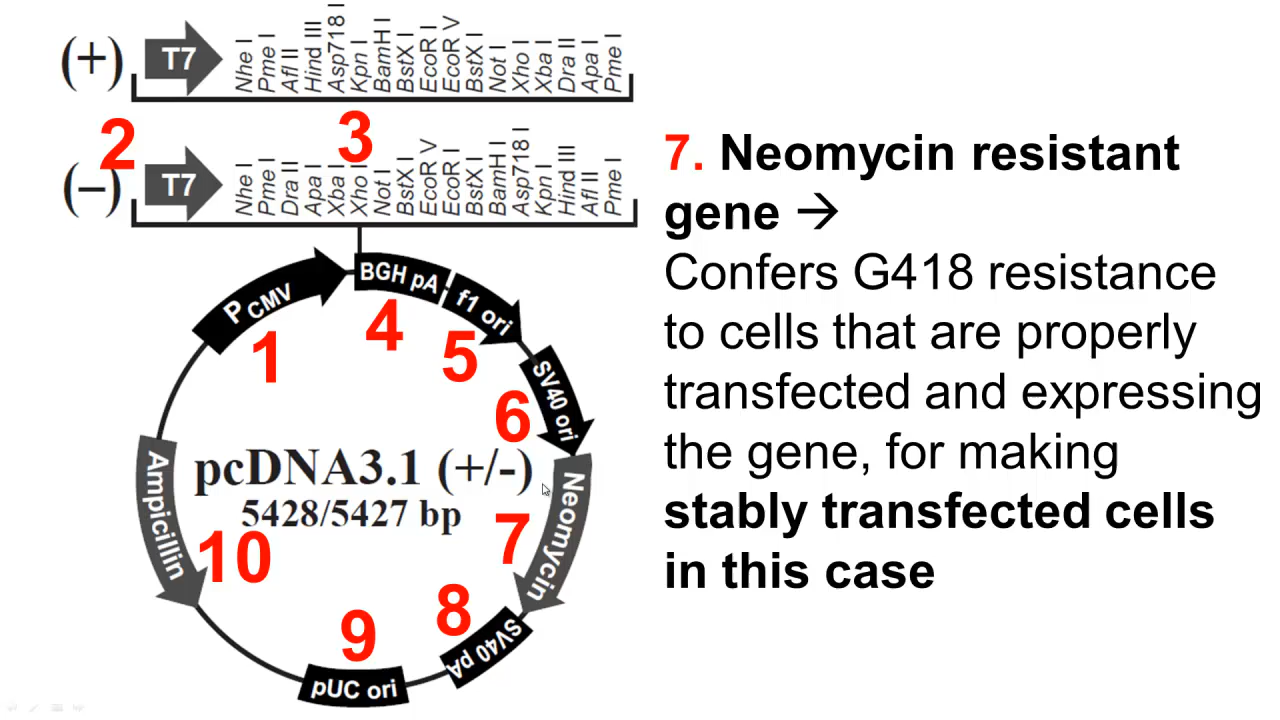 (+) T7 Nhe I Pme I Afl II Hind III Asp718 I Kpn I BamH I BstX I EcoR I EcoR V BstX I Not I Xho I Xba I Dra II Apa I Pme I
2 3
(–) T7 Nhe I Pme I Dra II Apa I Xba I Xho I Not I BstX I EcoR V EcoR I BstX I BamH I Asp718 I Kpn I Hind III Afl II Pme I
PCMV
1
BGH pA
4
f1 ori
5
SV40 ori
6
pcDNA3.1 (+/-)
5428/5427 bp
Neomycin
7
SV40 pA
8
pUC ori
9
Ampicillin
10
7. Neomycin resistant
gene →
Confers G418 resistance
to cells that are properly
transfected and expressing
the gene, for making
stably transfected cells
in this case